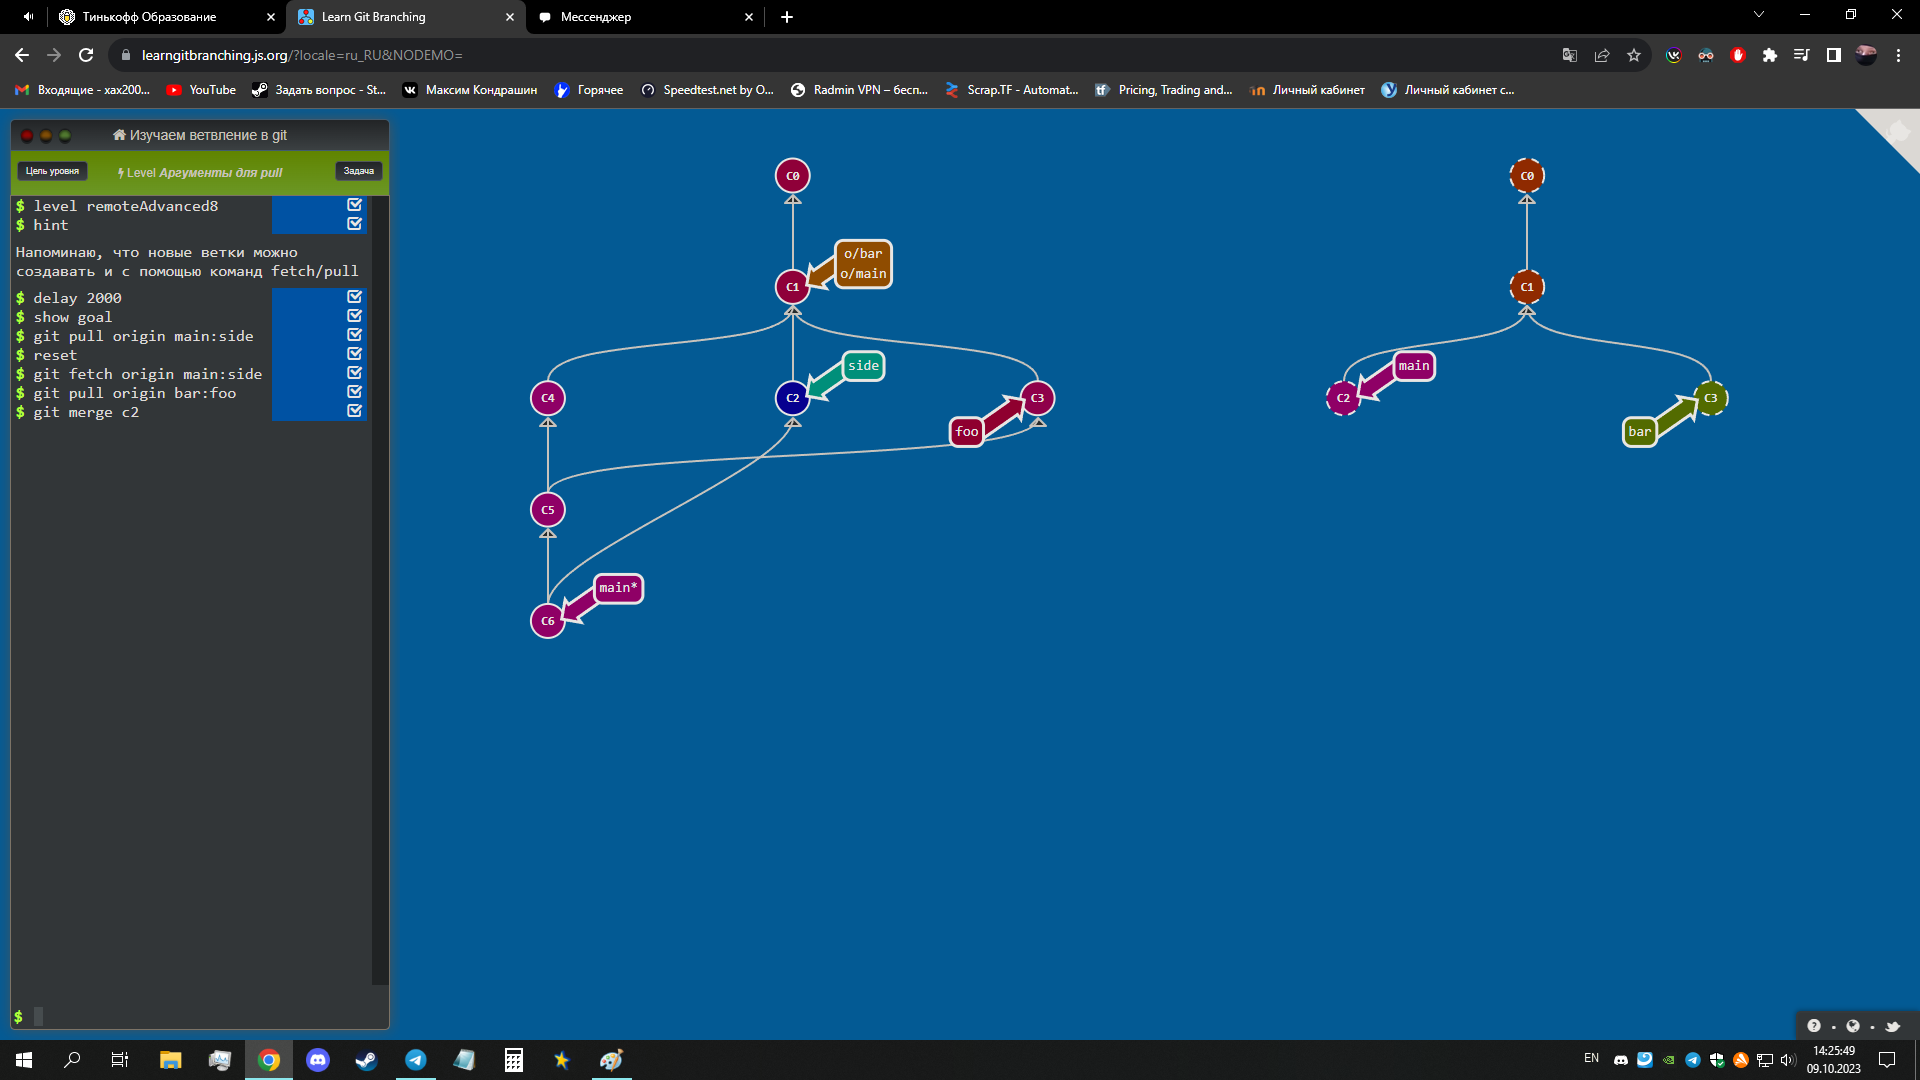 Тинькофф Образование
Learn Git Branching
Мессенджер
learngitbranching.js.org/?locale=ru_RU&NODEMO=
Входящие - xax200...
YouTube
Задать вопрос - St...
Максим Кондрашин
Горячее
Speedtest.net by O...
Radmin VPN – бесп...
Scrap.TF - Automat...
Pricing, Trading and...
Личный кабинет
Личный кабинет с...
Изучаем ветвление в git
Цель уровня
Level Аргументы для pull
Задача
$ level remoteAdvanced8
$ hint
Напоминаю, что новые ветки можно
создавать и с помощью команд fetch/pull
$ delay 2000
$ show goal
$ git pull origin main:side
$ reset
$ git fetch origin main:side
$ git pull origin bar:foo
$ git merge c2
$
C0
o/bar
o/main
C1
side
C4
C2
C3
foo
C5
main*
C6
C0
C1
main
C2
C3
bar
EN
14:25:49
09.10.2023